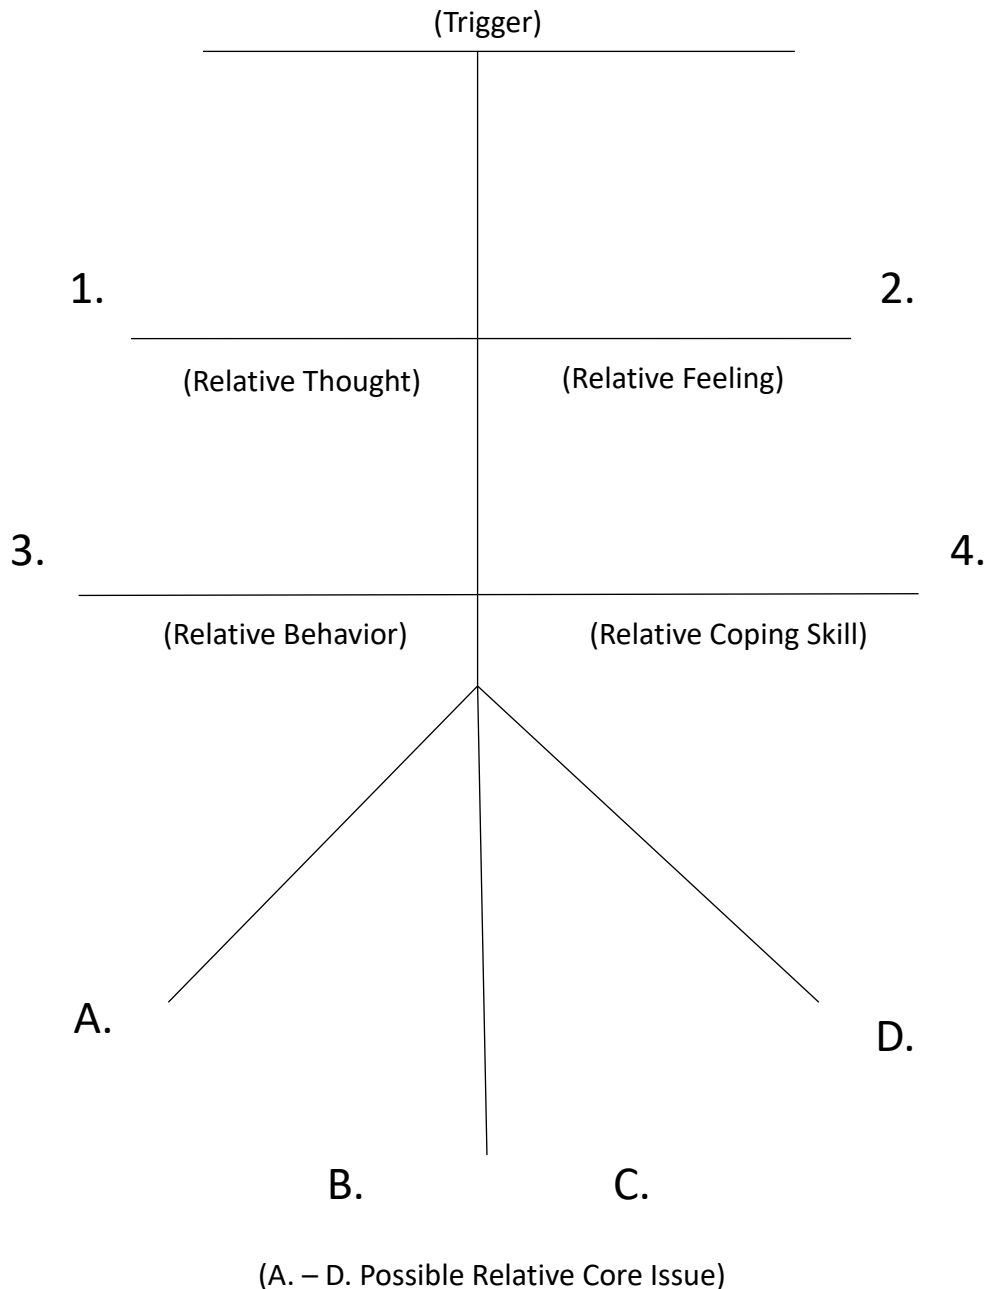 (Trigger)
1.
2.
(Relative Thought)
(Relative Feeling)
3.
4.
(Relative Behavior)
(Relative Coping Skill)
A.
D.
B.
C.
(A. – D. Possible Relative Core Issue)